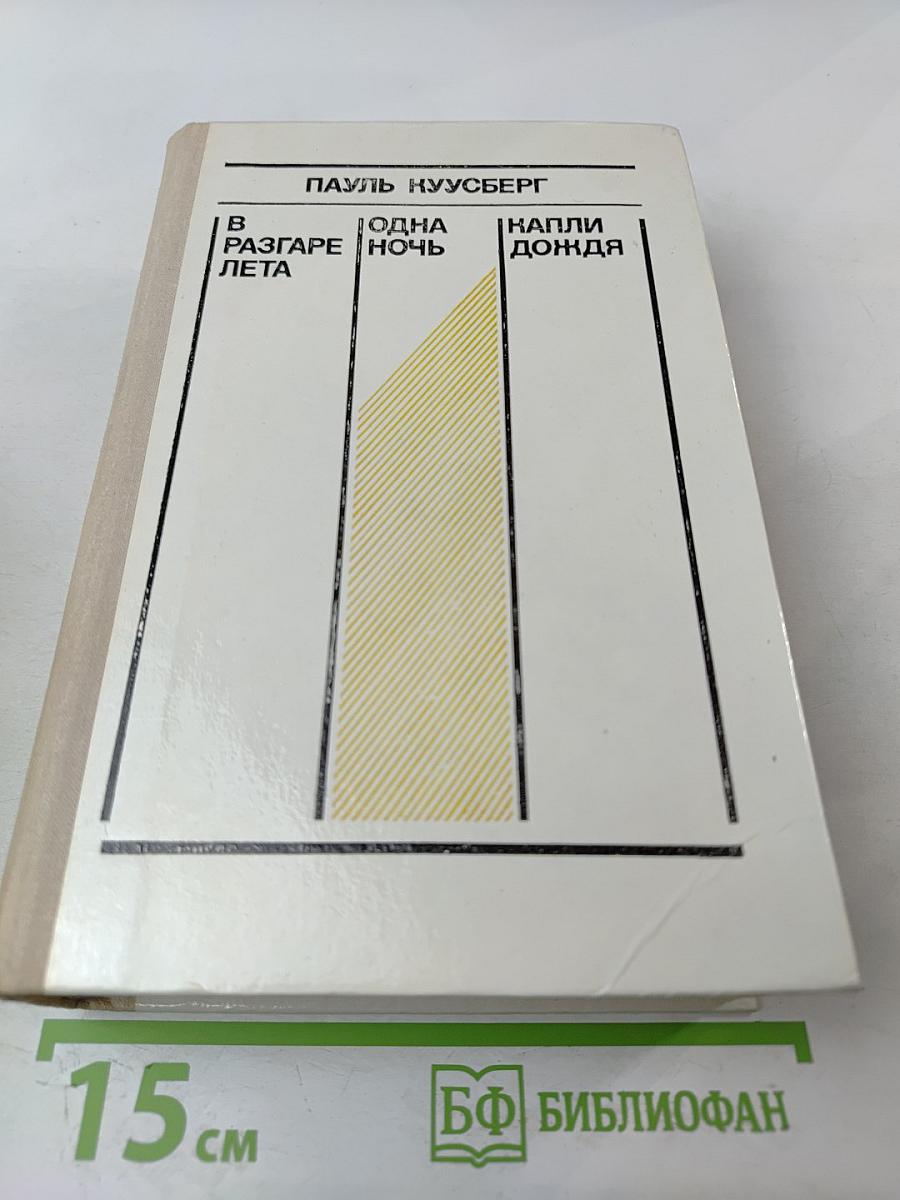 ПАУЛЬ КУУСБЕРГ
В
РАЗГАРЕ
ЛЕТА
ОДНА
НОЧЬ
КАПЛИ
ДОЖДЯ
15 см
БФ БИБЛИОФАН